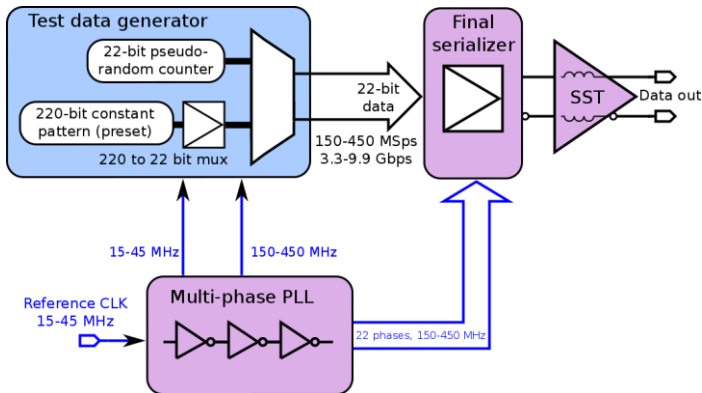 Test data generator
22-bit pseudo-
random counter
220-bit constant
pattern (preset)
220 to 22 bit mux
22-bit
data
150-450 MSps
3.3-9.9 Gbps
Final
serializer
SST
Data out
15-45 MHz
150-450 MHz
Reference CLK
15-45 MHz
Multi-phase PLL
22 phases, 150-450 MHz